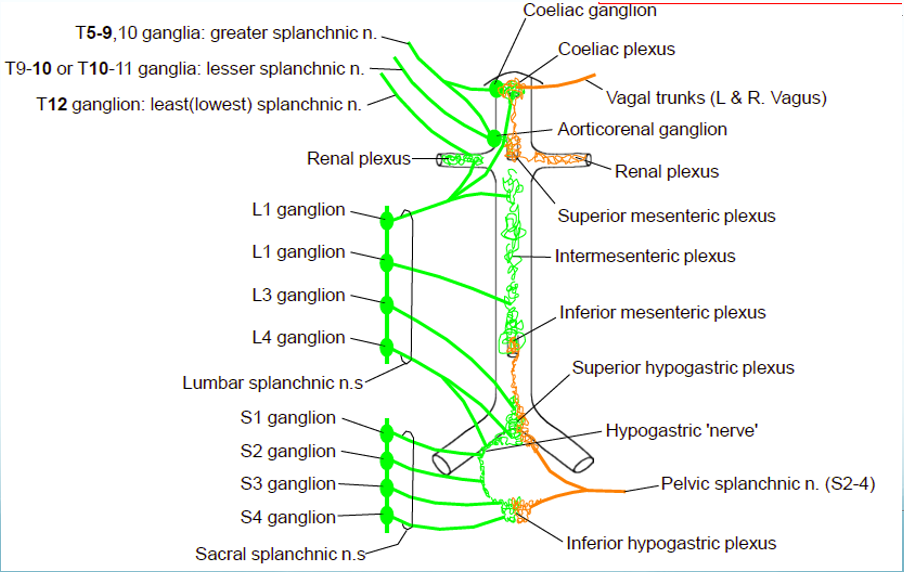 Coeliac ganglion
T5-9,10 ganglia: greater splanchnic n.
Coeliac plexus
T9-10 or T10-11 ganglia: lesser splanchnic n.
Vagal trunks (L & R. Vagus)
T12 ganglion: least(lowest) splanchnic n.
Aorticorenal ganglion
Renal plexus
Renal plexus
L1 ganglion
Superior mesenteric plexus
L1 ganglion
Intermesenteric plexus
L3 ganglion
Inferior mesenteric plexus
L4 ganglion
Superior hypogastric plexus
Lumbar splanchnic n.s
S1 ganglion
Hypogastric 'nerve'
S2 ganglion
S3 ganglion
Pelvic splanchnic n. (S2-4)
S4 ganglion
Inferior hypogastric plexus
Sacral splanchnic n.s